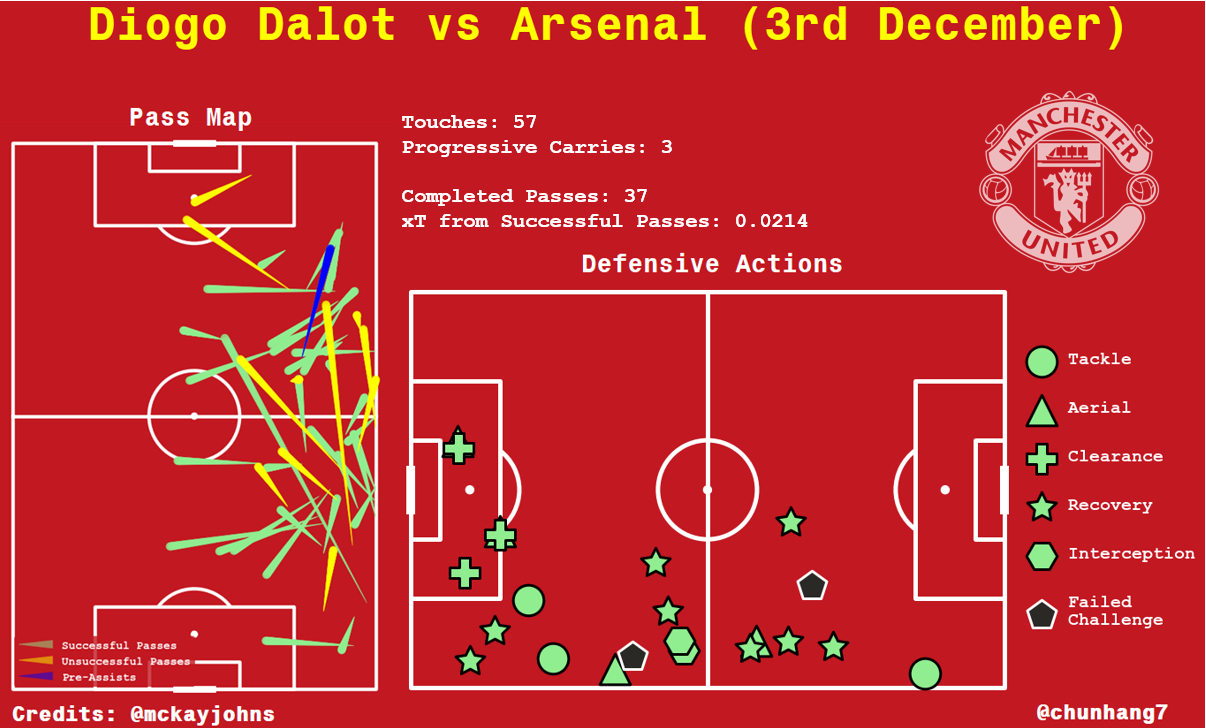 Diogo Dalot vs Arsenal (3rd December)
Pass Map
Touches: 57
Progressive Carries: 3
Completed Passes: 37
xT from Successful Passes: 0.0214
MANCHESTER
UNITED
Defensive Actions
Tackle
Aerial
Clearance
Recovery
Interception
Failed
Challenge
Successful Passes
Unsuccessful Passes
Pre-Assists
Credits: @mckayjohns
@chunhang7